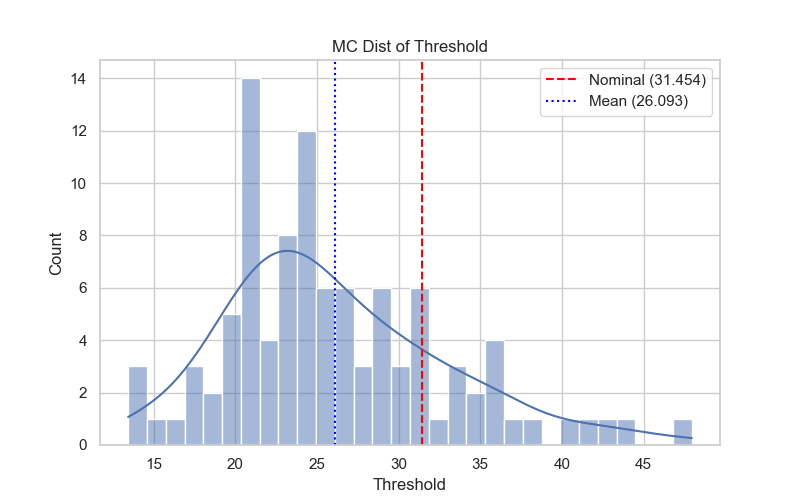 MC Dist of Threshold
Nominal (31.454)
Mean (26.093)
Count
14
12
10
8
6
4
2
0
15 20 25 30 35 40 45
Threshold